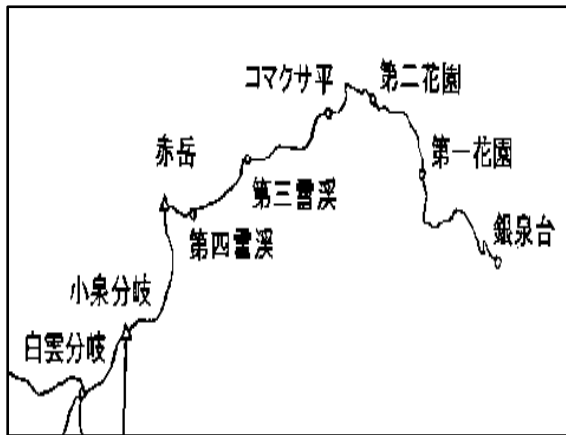 コマクサ平
第二花園
赤岳
第一花園
第三雪渓
第四雪渓
銀泉台
小泉分岐
白雲分岐